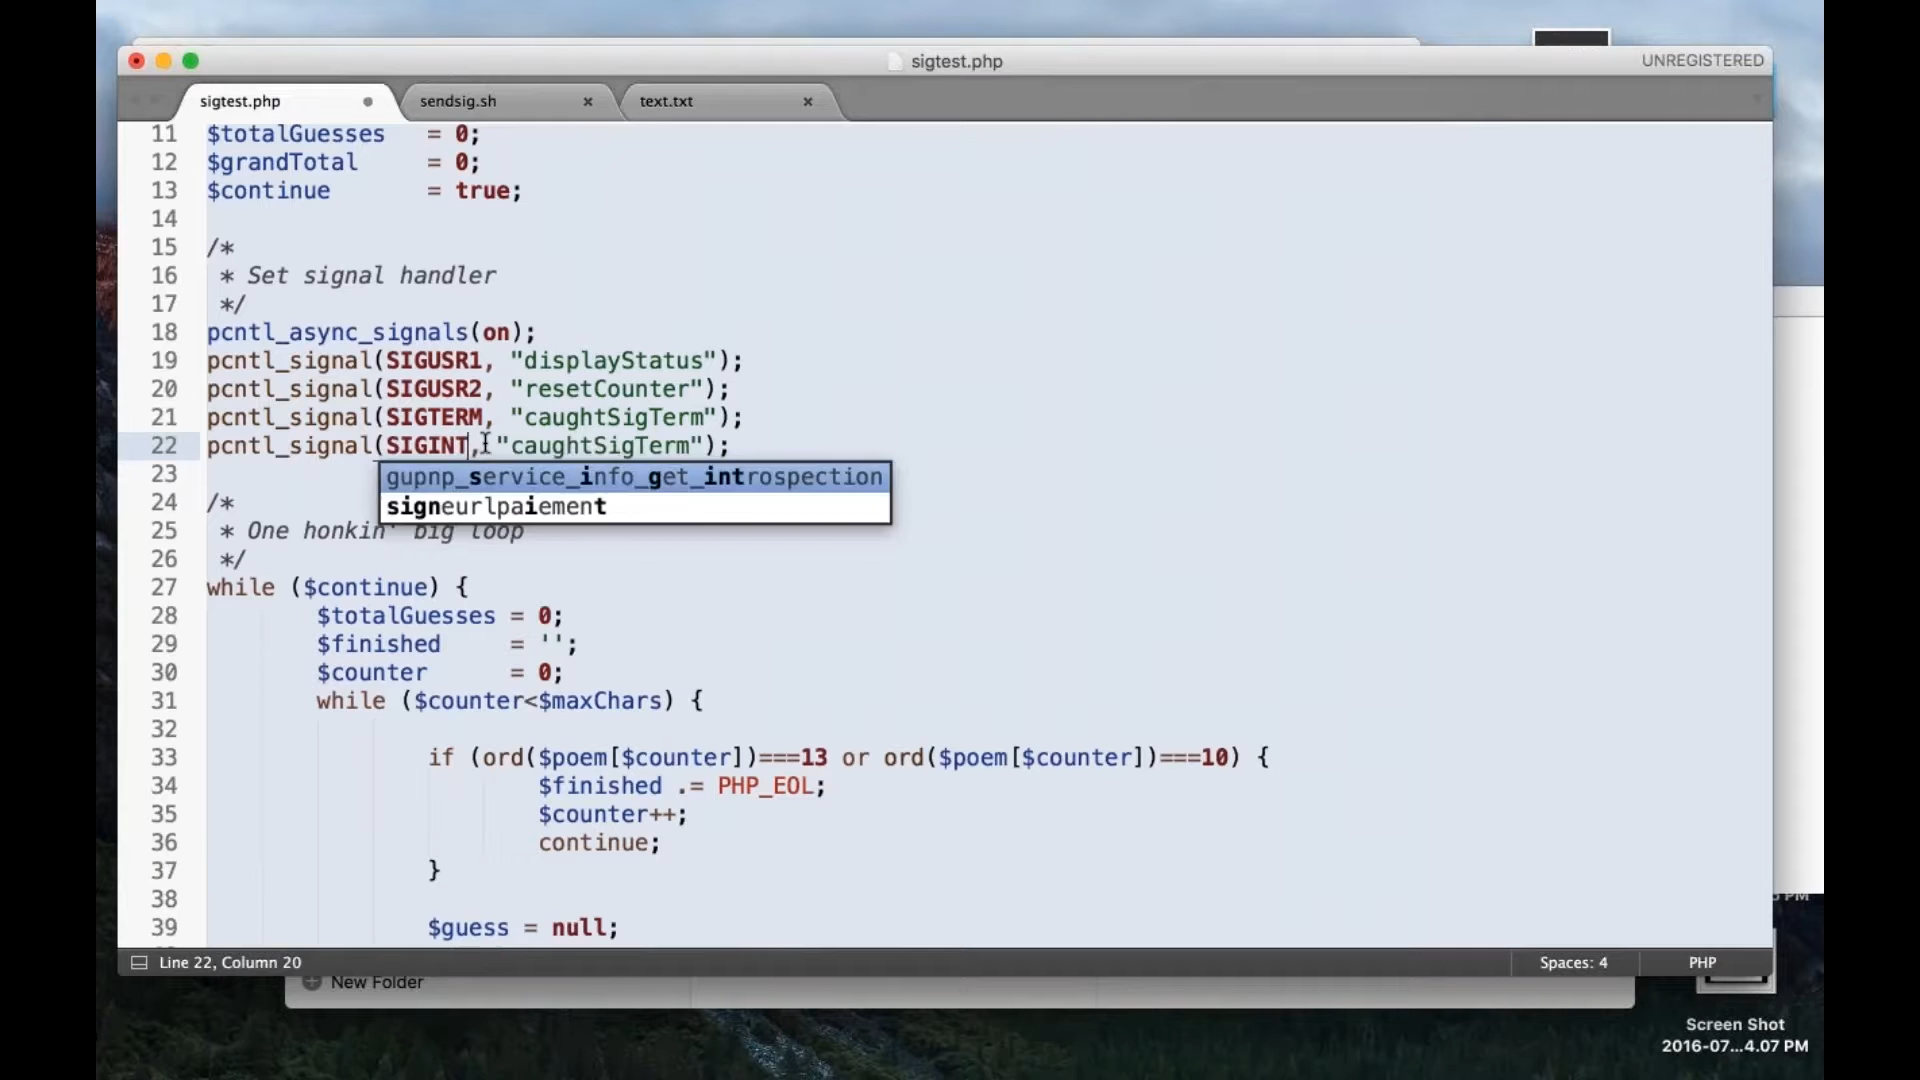 sigtest.php
UNREGISTERED
sigtest.php
sendsig.sh
text.txt
11 $totalGuesses = 0;
12 $grandTotal = 0;
13 $continue = true;
14
15 /*
16 * Set signal handler
17 */
18 pcntl_async_signals(on);
19 pcntl_signal(SIGUSR1, "displayStatus");
20 pcntl_signal(SIGUSR2, "resetCounter");
21 pcntl_signal(SIGTERM, "caughtSigTerm");
22 pcntl_signal(SIGINT, "caughtSigTerm");
23
gupnp_service_info_get_introspection
24 /*
signeurlpaiement
25 * One honkin' big loop
26 */
27 while ($continue) {
28 $totalGuesses = 0;
29 $finished = '';
30 $counter = 0;
31 while ($counter<$maxChars) {
32
33 if (ord($poem[$counter])===13 or ord($poem[$counter])===10) {
34 $finished .= PHP_EOL;
35 $counter++;
36 continue;
37 }
38
39 $guess = null;
Line 22, Column 20
Spaces: 4
PHP
New Folder
PM
Screen Shot
2016-07...4.07 PM